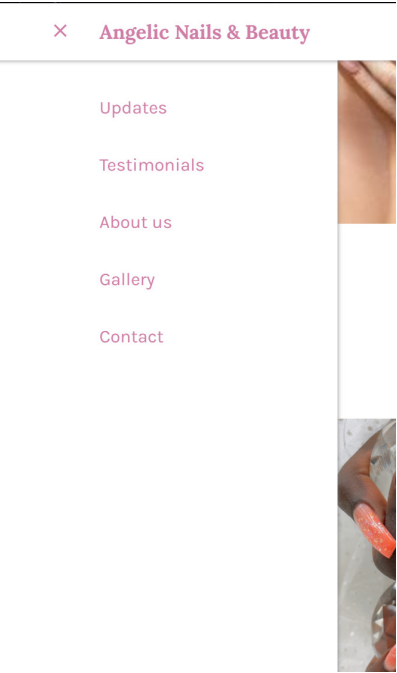 Angelic Nails & Beauty
Updates
Testimonials
About us
Gallery
Contact